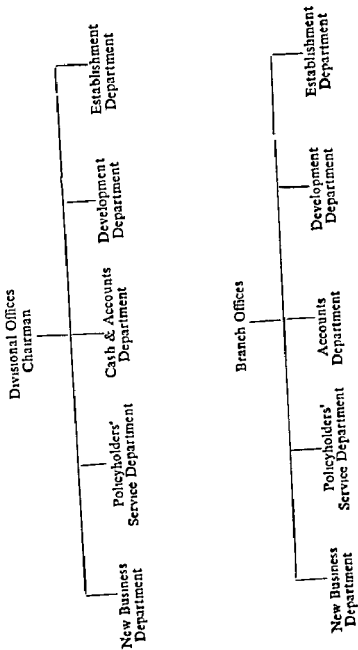 Divisional Offices
Chairman
New Business
Department
Policyholders'
Service Department
Cash & Accounts
Department
Development
Department
Establishment
Department
Branch Offices
New Business
Department
Policyholders'
Service Department
Accounts
Department
Development
Department
Establishment
Department